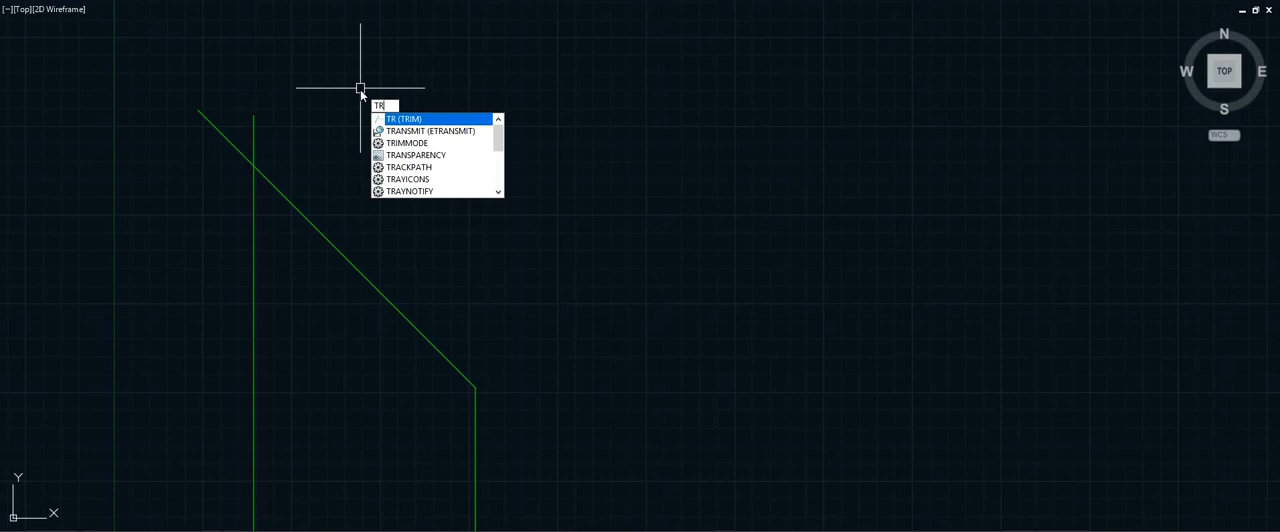 [−][Top][2D Wireframe]
N
W
TOP
E
S
WCS
TR
TR (TRIM)
TRANSMIT (ETRANSMIT)
TRIMMODE
TRANSPARENCY
TRACKPATH
TRAYICONS
TRAYNOTIFY
Y
X